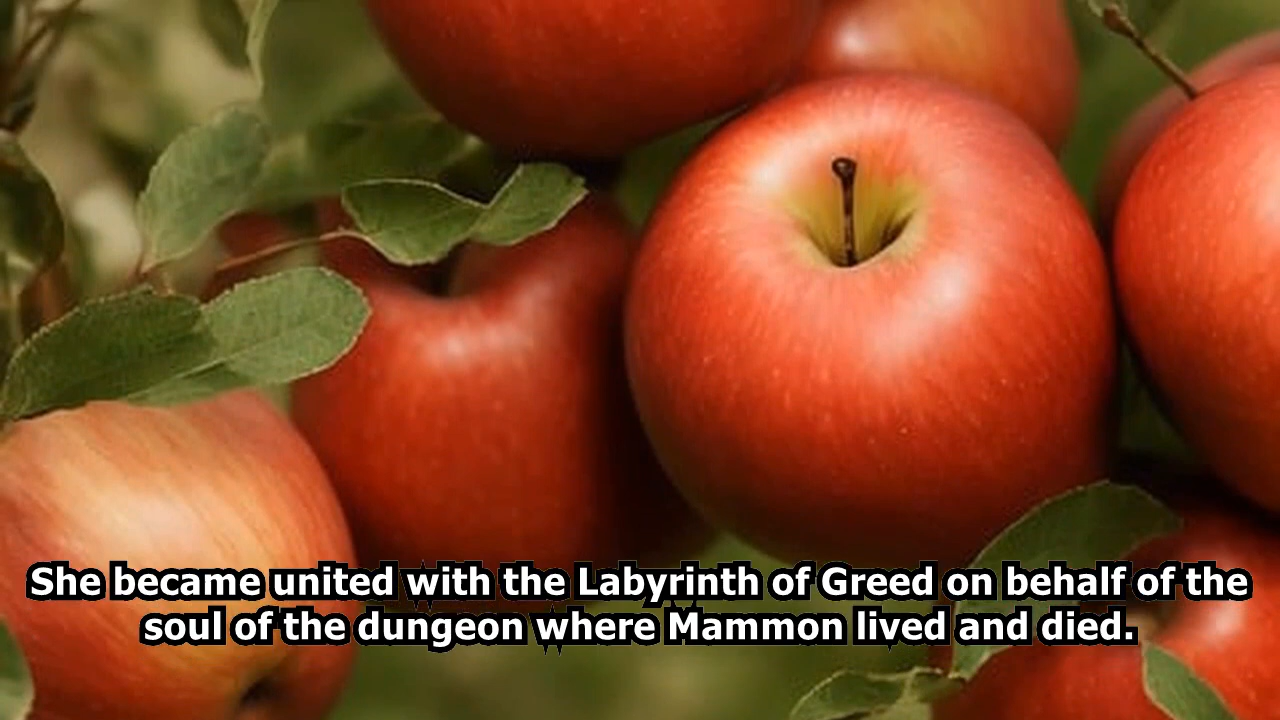 She became united with the Labyrinth of Greed on behalf of the
soul of the dungeon where Mammon lived and died.